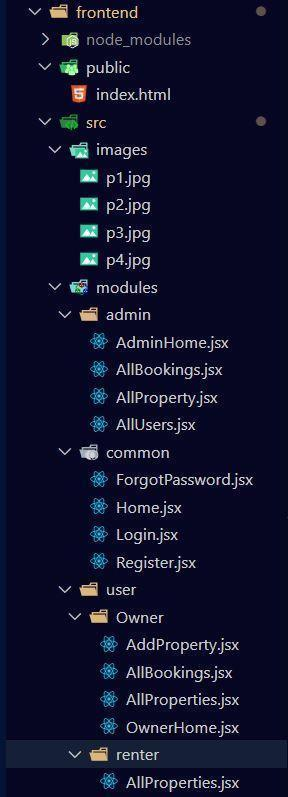 frontend
node_modules
public
index.html
src
images
p1.jpg
p2.jpg
p3.jpg
p4.jpg
modules
admin
AdminHome.jsx
AllBookings.jsx
AllProperty.jsx
AllUsers.jsx
common
ForgotPassword.jsx
Home.jsx
Login.jsx
Register.jsx
user
Owner
AddProperty.jsx
AllBookings.jsx
AllProperties.jsx
OwnerHome.jsx
renter
AllProperties.jsx